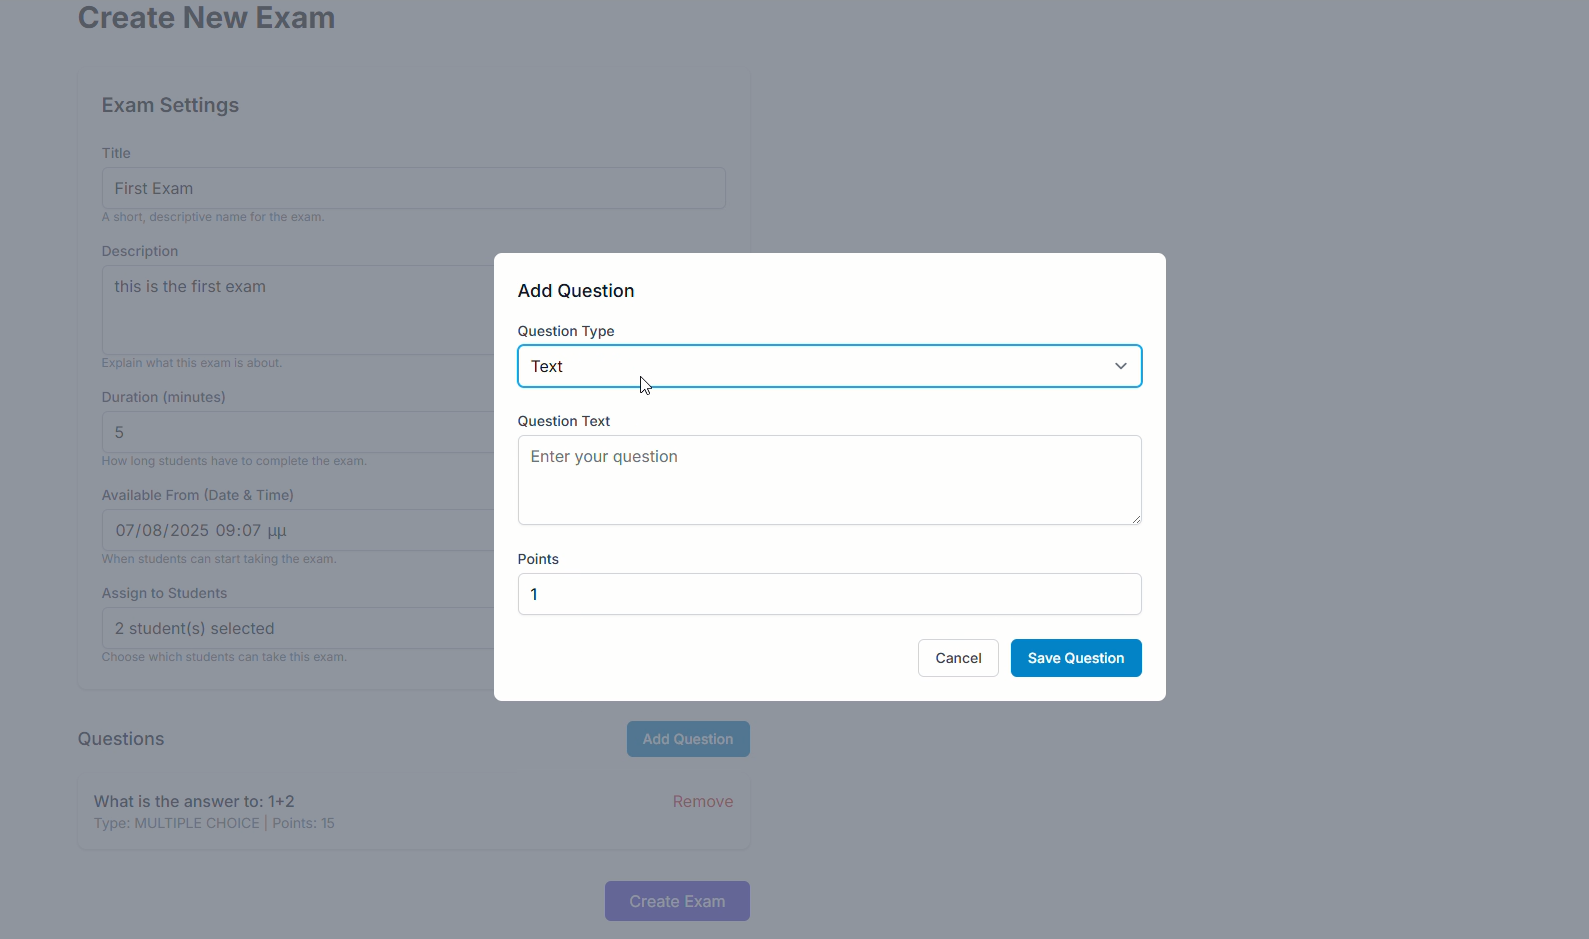 Create New Exam
Exam Settings
Title
First Exam
A short, descriptive name for the exam.
Description
this is the first exam
Explain what this exam is about.
Duration (minutes)
5
How long students have to complete the exam.
Available From (Date & Time)
07/08/2025 09:07 μμ
When students can start taking the exam.
Assign to Students
2 student(s) selected
Choose which students can take this exam.
Add Question
Question Type
Text
Question Text
Enter your question
Points
1
Cancel
Save Question
Questions
Add Question
What is the answer to: 1+2
Remove
Type: MULTIPLE CHOICE | Points: 15
Create Exam